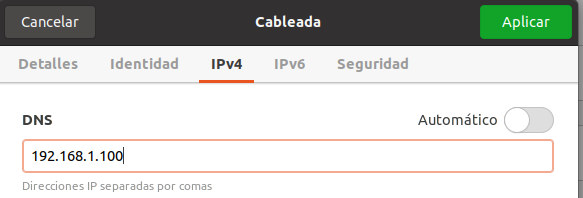 Cancelar Cableada Aplicar
Detalles Identidad IPv4 IPv6 Seguridad
DNS Automático
192.168.1.100
Direcciones IP separadas por comas